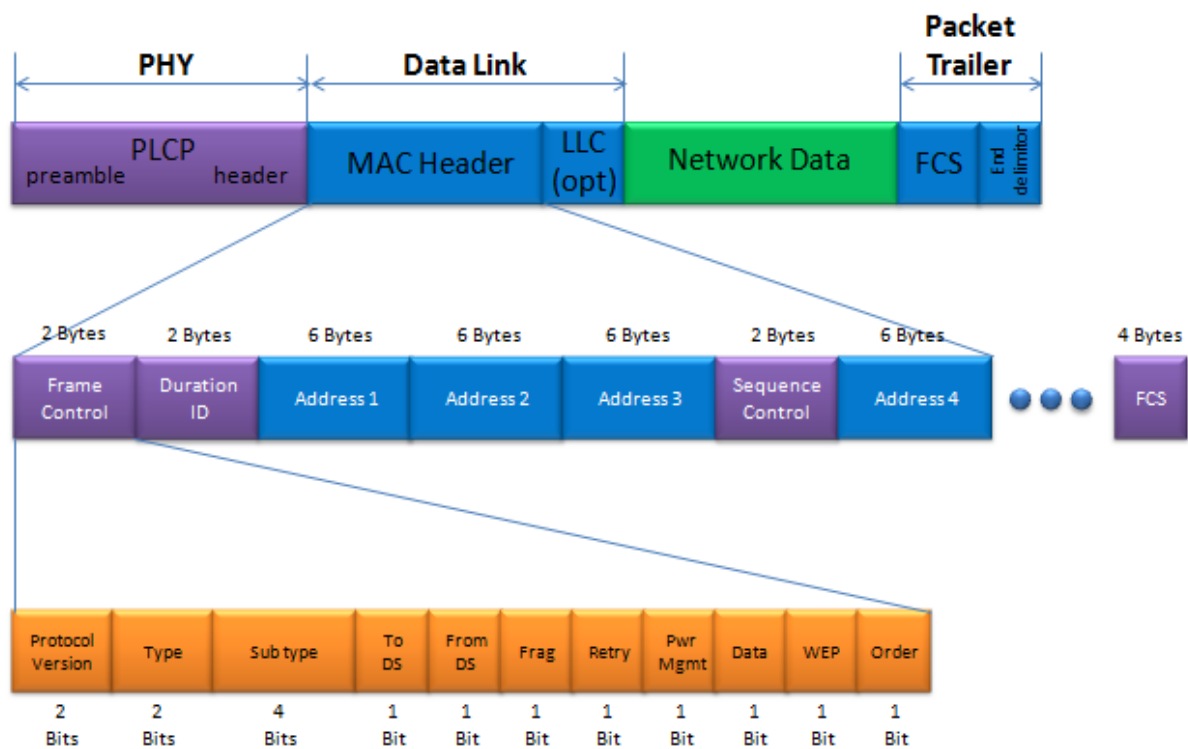 PHY
Data Link
Packet
Trailer
PLCP
preamble header
MAC Header
LLC
(opt)
Network Data
FCS
End
delimitor
2 Bytes
2 Bytes
6 Bytes
6 Bytes
6 Bytes
2 Bytes
6 Bytes
4 Bytes
Frame
Control
Duration
ID
Address 1
Address 2
Address 3
Sequence
Control
Address 4
FCS
Protocol
Version
Type
Sub type
To
DS
From
DS
Frag
Retry
Pwr
Mgmt
Data
WEP
Order
2
Bits
2
Bits
4
Bits
1
Bit
1
Bit
1
Bit
1
Bit
1
Bit
1
Bit
1
Bit
1
Bit